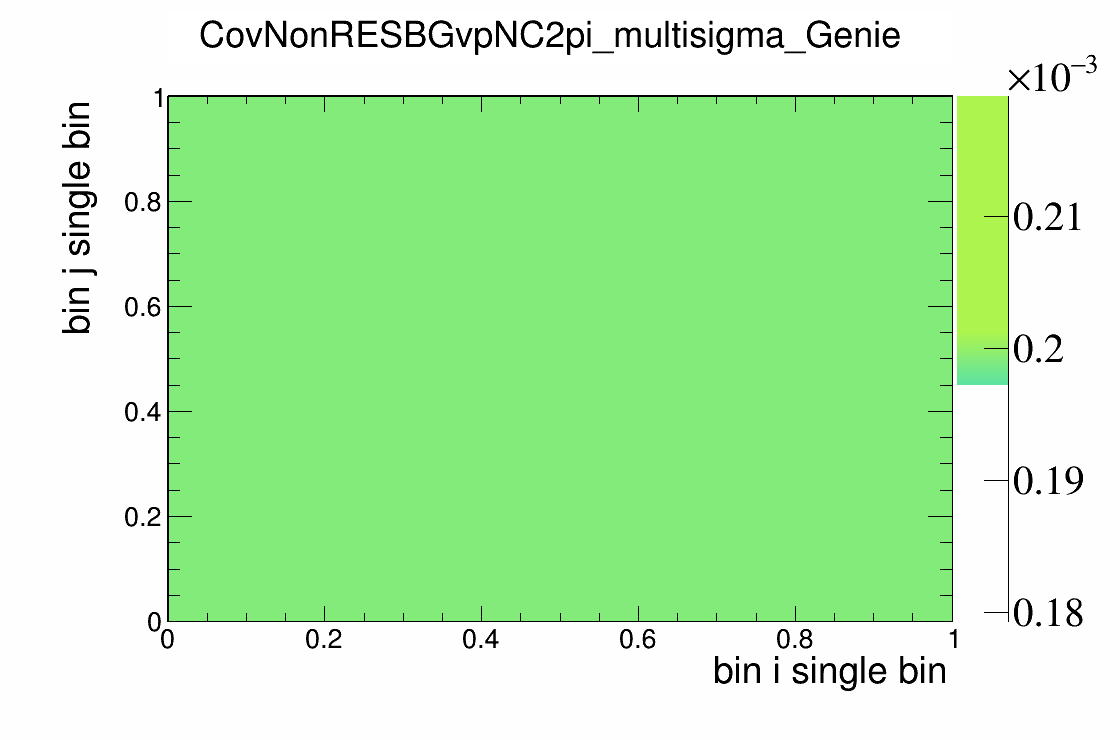 CovNonRESBGvpNC2pi_multisigma_Genie
×10−3
bin j single bin
1
0.8
0.6
0.4
0.2
0
0 0.2 0.4 0.6 0.8 1
bin i single bin
0.21
0.2
0.19
0.18